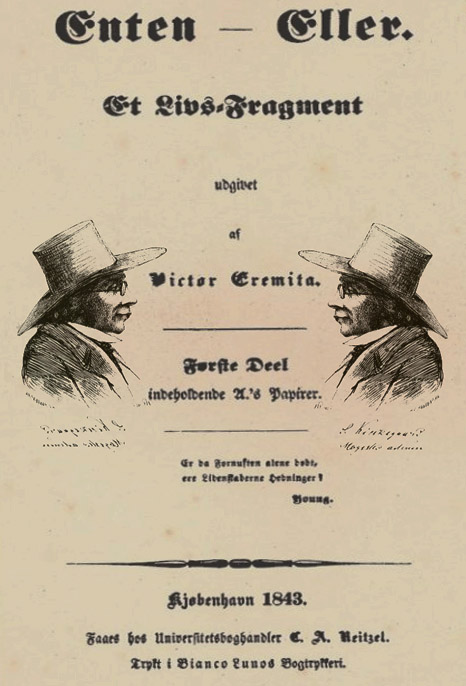 Enten — Eller.
Et Livs-Fragment
udgivet
af
Victor Eremita.
Første Deel
indeholdende A.'s Papirer.
Er da Fornuften alene døbt,
ere Lidenskaberne Hedninger?
Young.
Kjøbenhavn 1843.
Faaes hos Universitetsboghandler C. A. Reitzel.
Trykt i Bianco Lunos Bogtrykkeri.